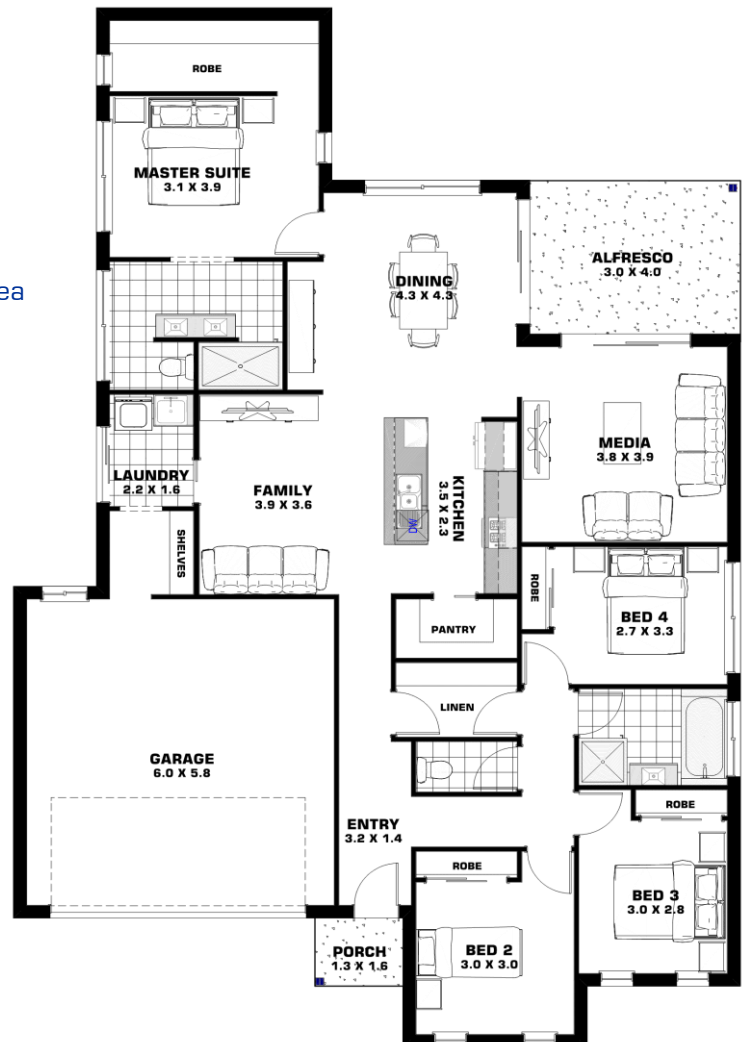 ROBE
MASTER SUITE
3.1 X 3.9
ea
ALFRESCO
3.0 X 4.0
DINING
4.3 X 4.3
MEDIA
3.8 X 3.9
LAUNDRY
2.2 X 1.6
FAMILY
3.9 X 3.6
KITCHEN
3.5 X 2.3
DW
SHELVES
ROBE
BED 4
2.7 X 3.3
PANTRY
LINEN
GARAGE
6.0 X 5.8
ROBE
ENTRY
3.2 X 1.4
ROBE
BED 3
3.0 X 2.8
PORCH
1.3 X 1.6
BED 2
3.0 X 3.0